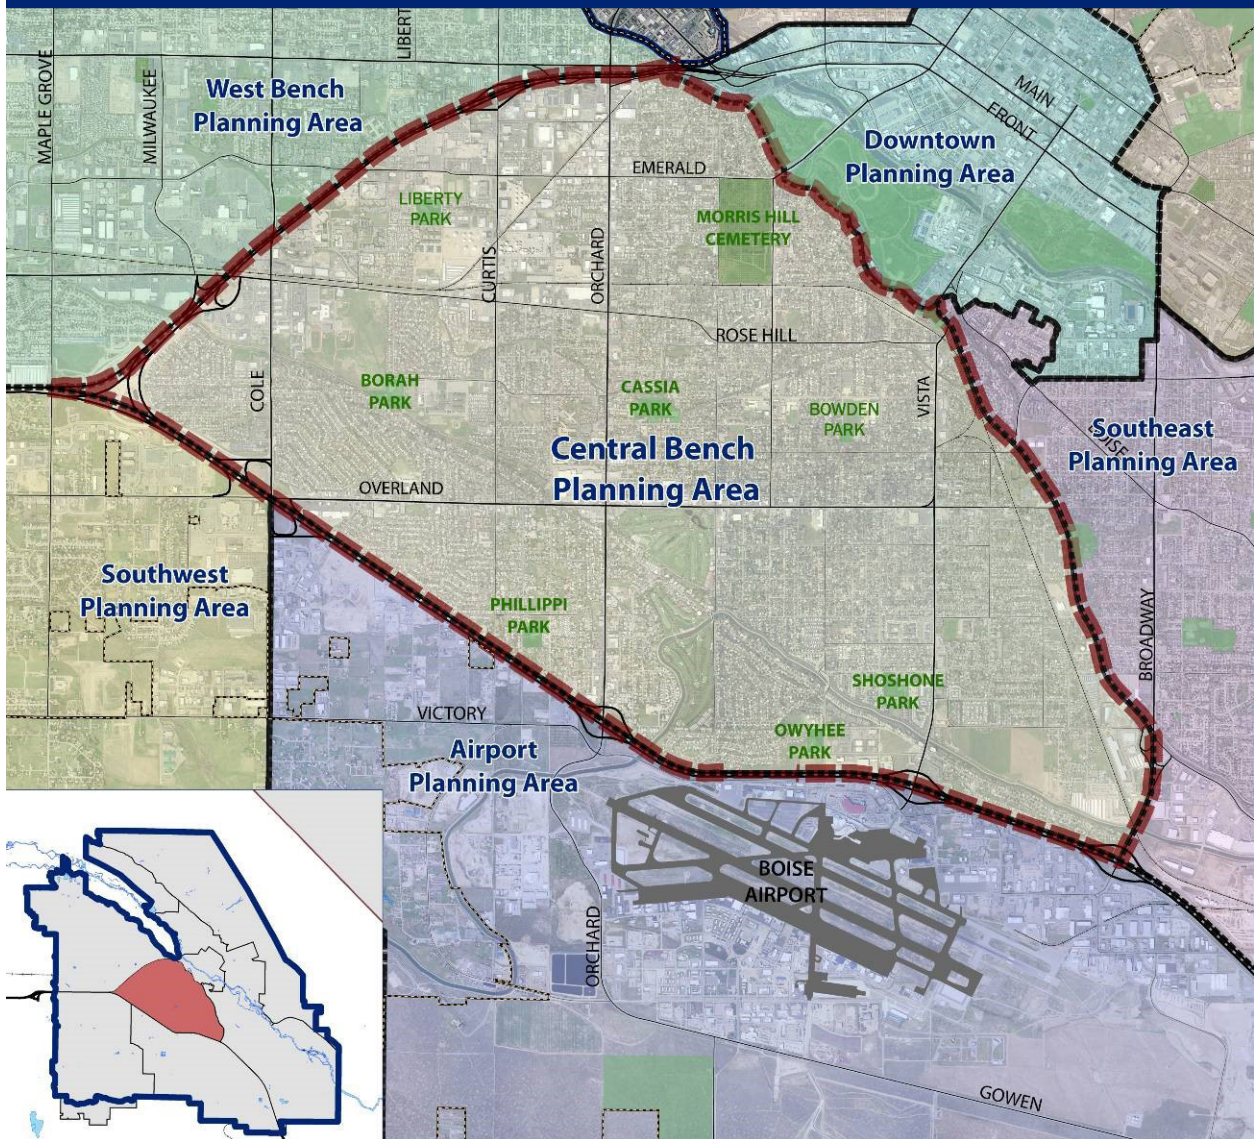 LIBERT
MAPLE GROVE
MILWAUKEE
West Bench
Planning Area
MAIN
FRONT
Downtown
Planning Area
EMERALD
LIBERTY
PARK
MORRIS HILL
CEMETERY
CURTIS
ORCHARD
ROSE HILL
COLE
BORAH
PARK
CASSIA
PARK
BOWDEN
PARK
VISTA
Central Bench
Planning Area
Southeast
Planning Area
OVERLAND
Southwest
Planning Area
PHILLIPPI
PARK
BROADWAY
SHOSHONE
PARK
VICTORY
OWYHEE
PARK
Airport
Planning Area
BOISE
AIRPORT
ORCHARD
GOWEN